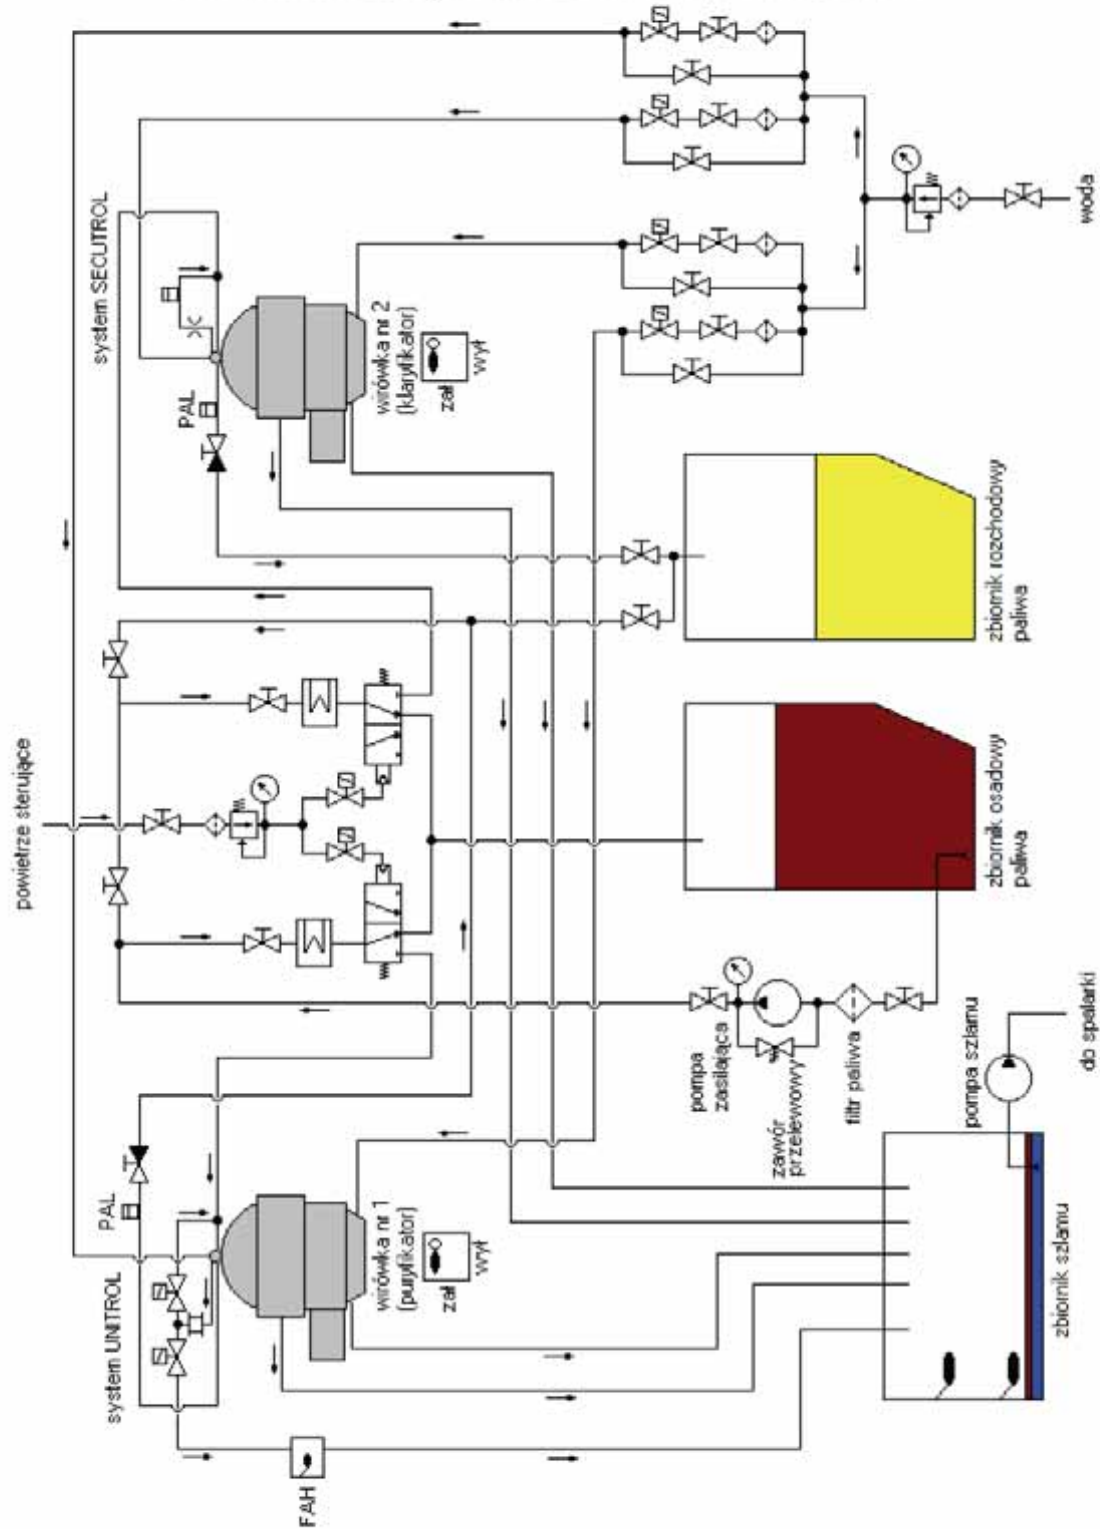 powietrze sterujące
system SECUTROL
PAL
wirówka nr 2
(klaryfikator)
zał
wył
woda
zbiornik rozchodowy
paliwa
zbiornik osadowy
paliwa
pompa
zasilająca
zawór
przelewowy
filtr paliwa
pompa szlamu
do spalarki
PAL
system UNITROL
wirówka nr 1
(puryfikator)
zał
wył
FAH
zbiornik szlamu